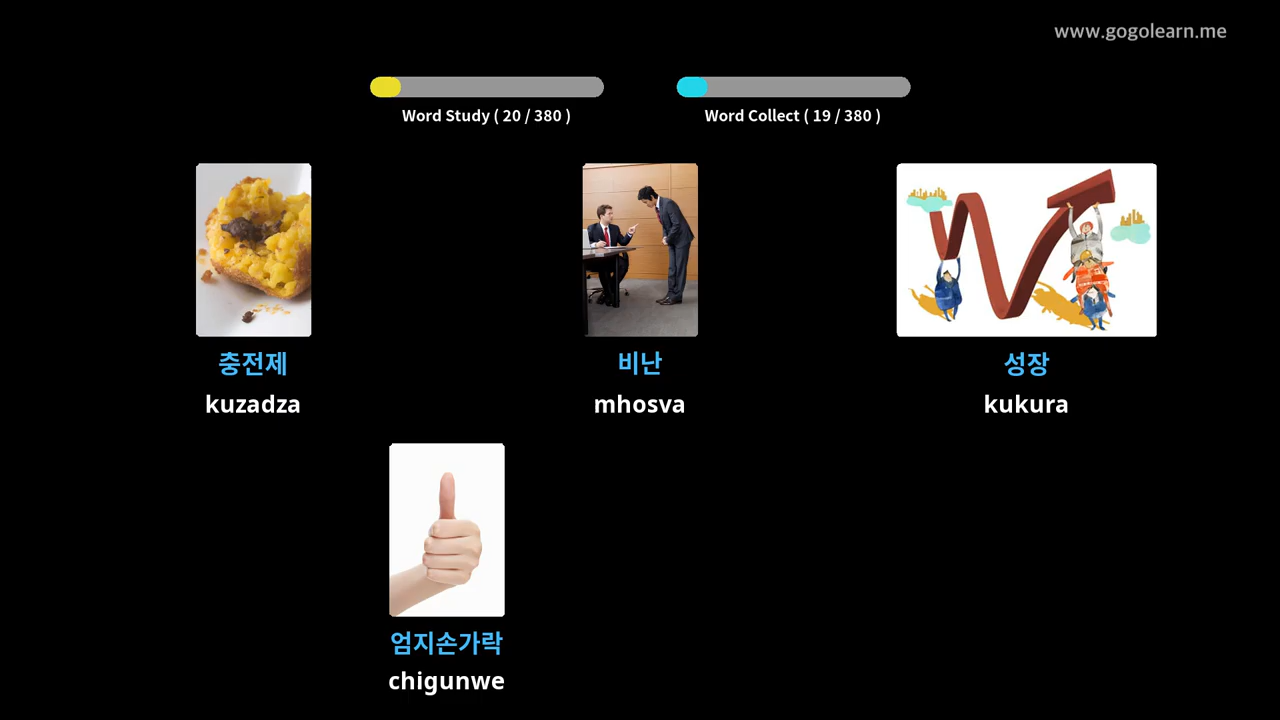 www.gogolearn.me
Word Study ( 20 / 380 )
Word Collect ( 19 / 380 )
충전제
kuzadza
비난
mhosva
성장
kukura
엄지손가락
chigunwe